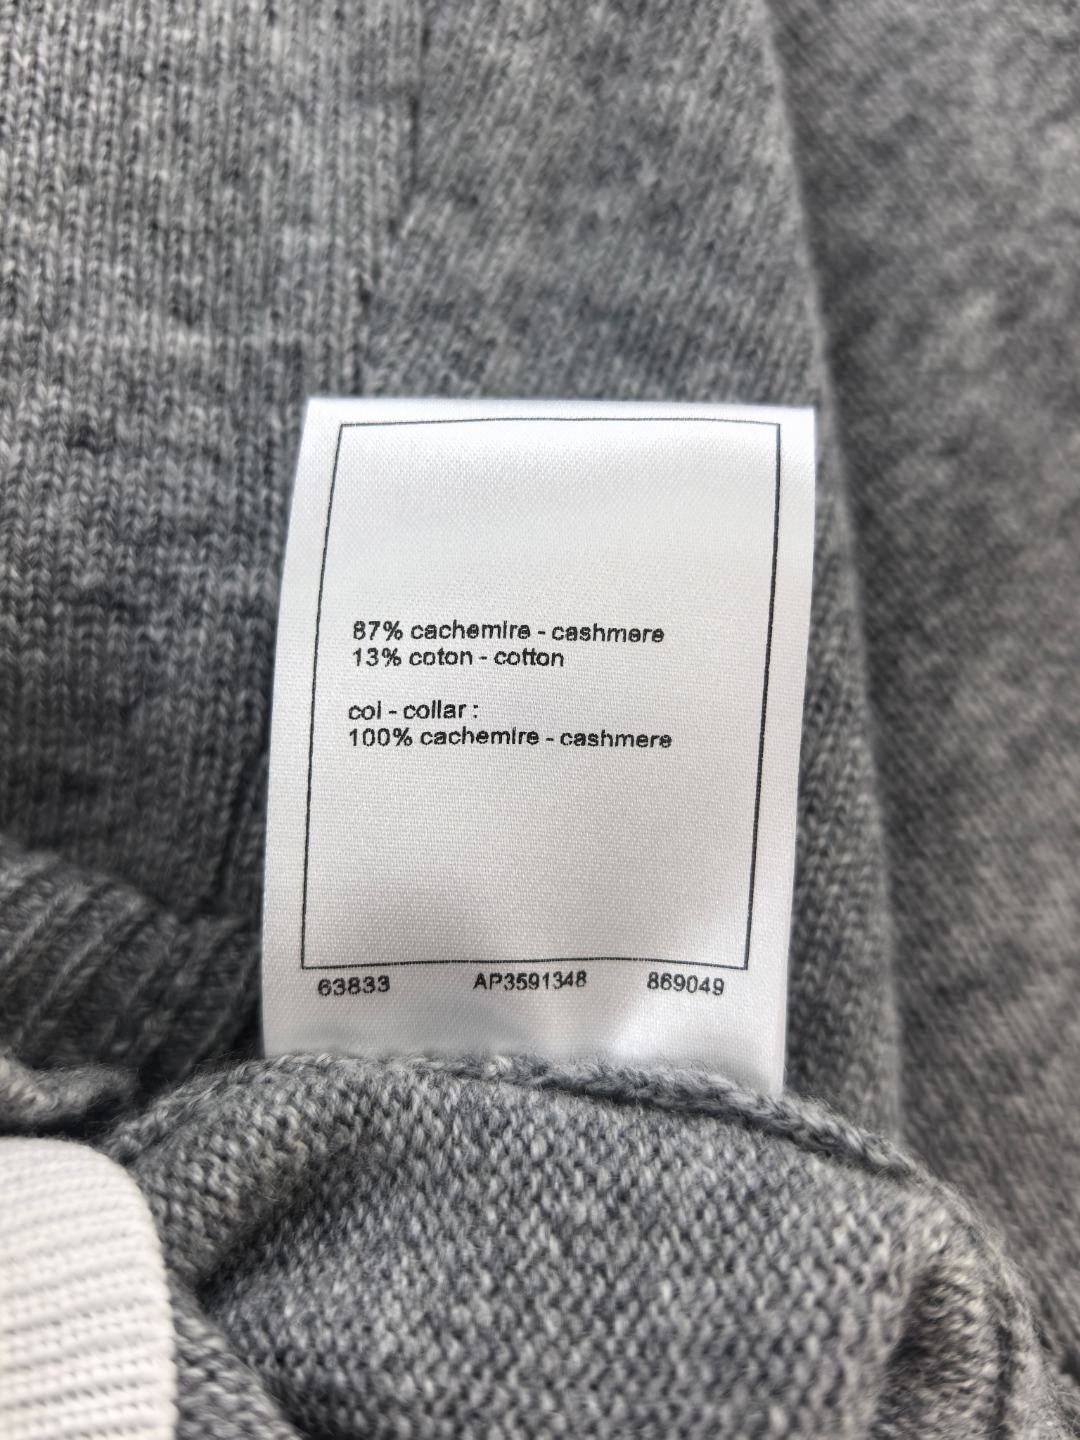 87% cachemire - cashmere
13% coton - cotton
col - collar :
100% cachemire - cashmere
63833 AP3591348 869049